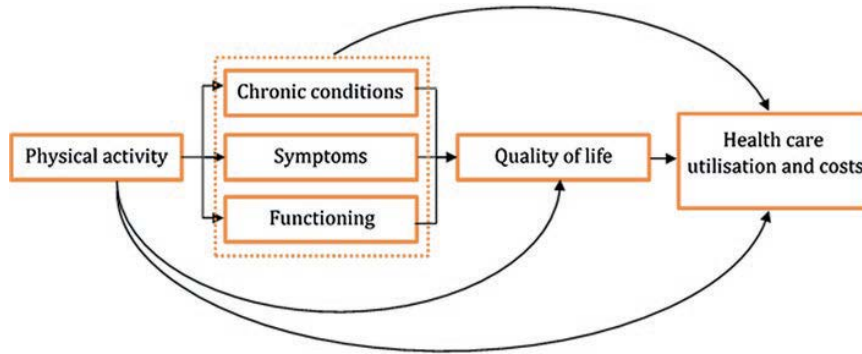 Chronic conditions
Physical activity
Symptoms
Functioning
Quality of life
Health care
utilisation and costs